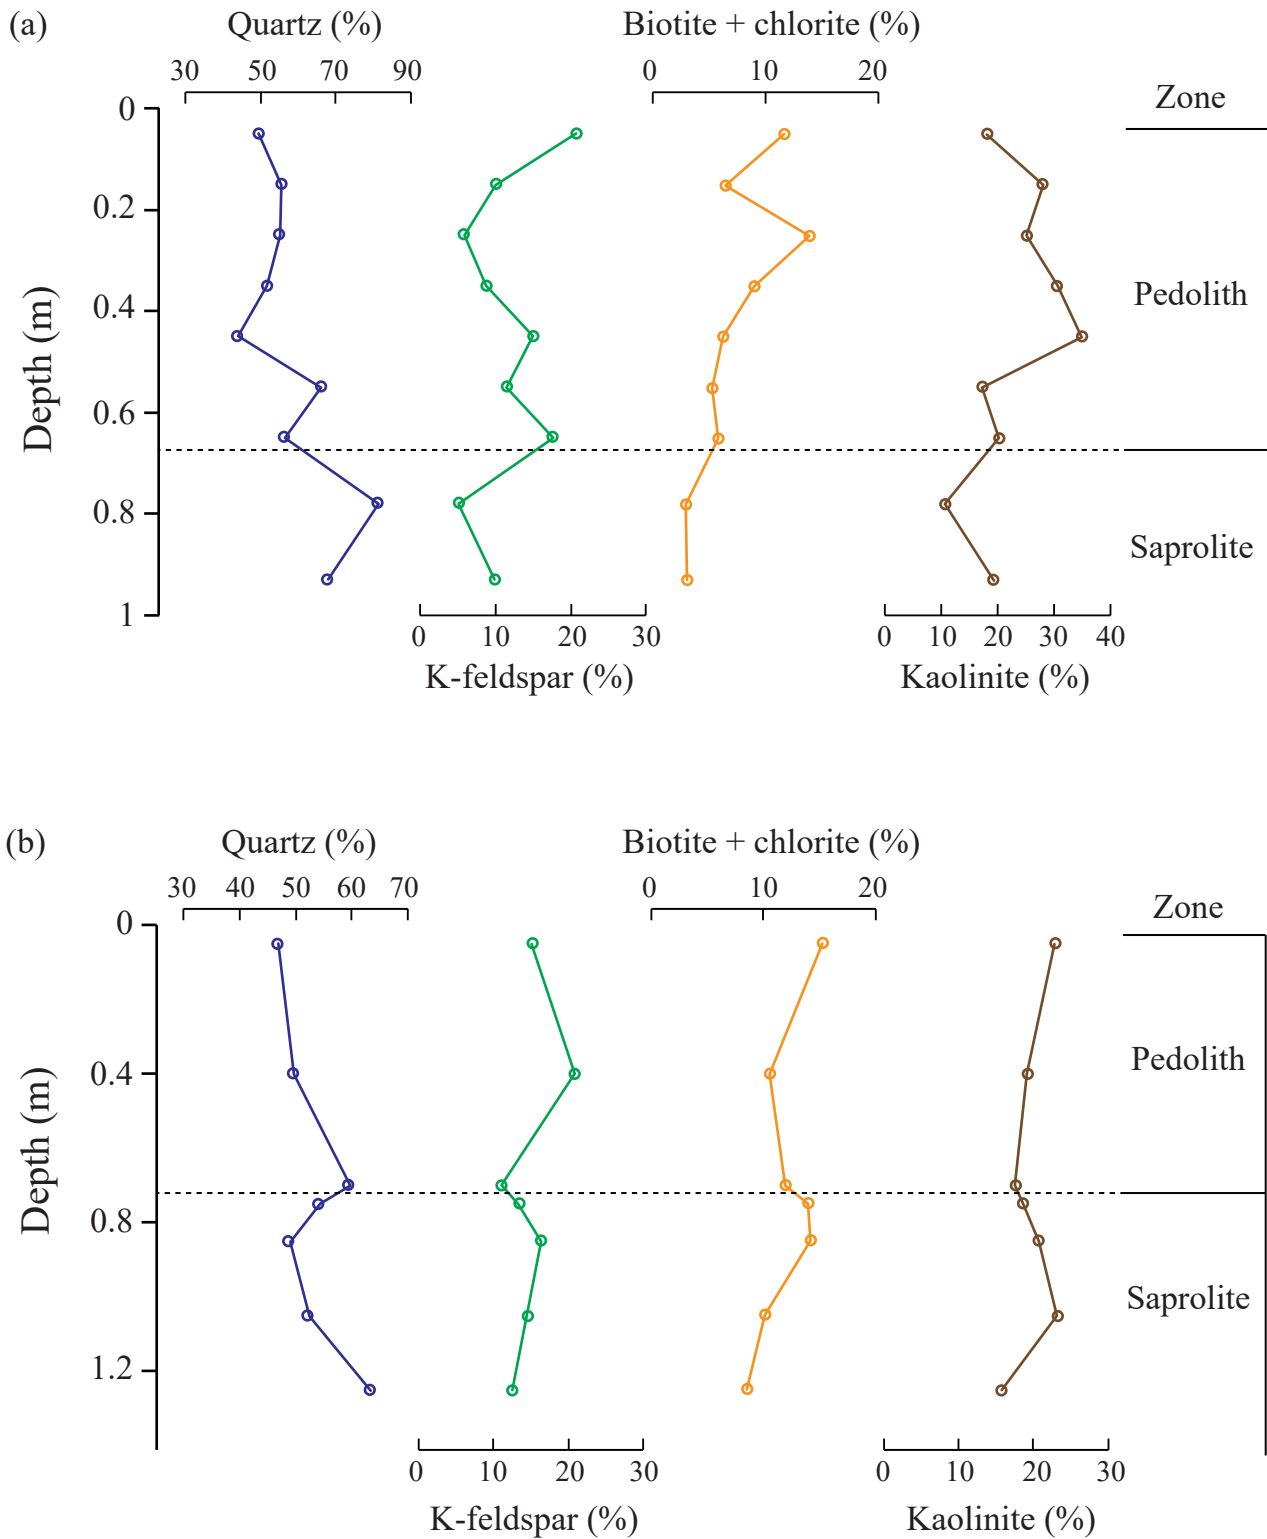 (a)
Quartz (%)
Biotite + chlorite (%)
30 50 70 90
0 10 20
Zone
0
0.2
0.4
0.6
0.8
1
Depth (m)
Pedolith
Saprolite
0 10 20 30
0 10 20 30 40
K-feldspar (%)
Kaolinite (%)
(b)
Quartz (%)
Biotite + chlorite (%)
30 40 50 60 70
0 10 20
Zone
0
0.4
0.8
1.2
Depth (m)
Pedolith
Saprolite
0 10 20 30
0 10 20 30
K-feldspar (%)
Kaolinite (%)